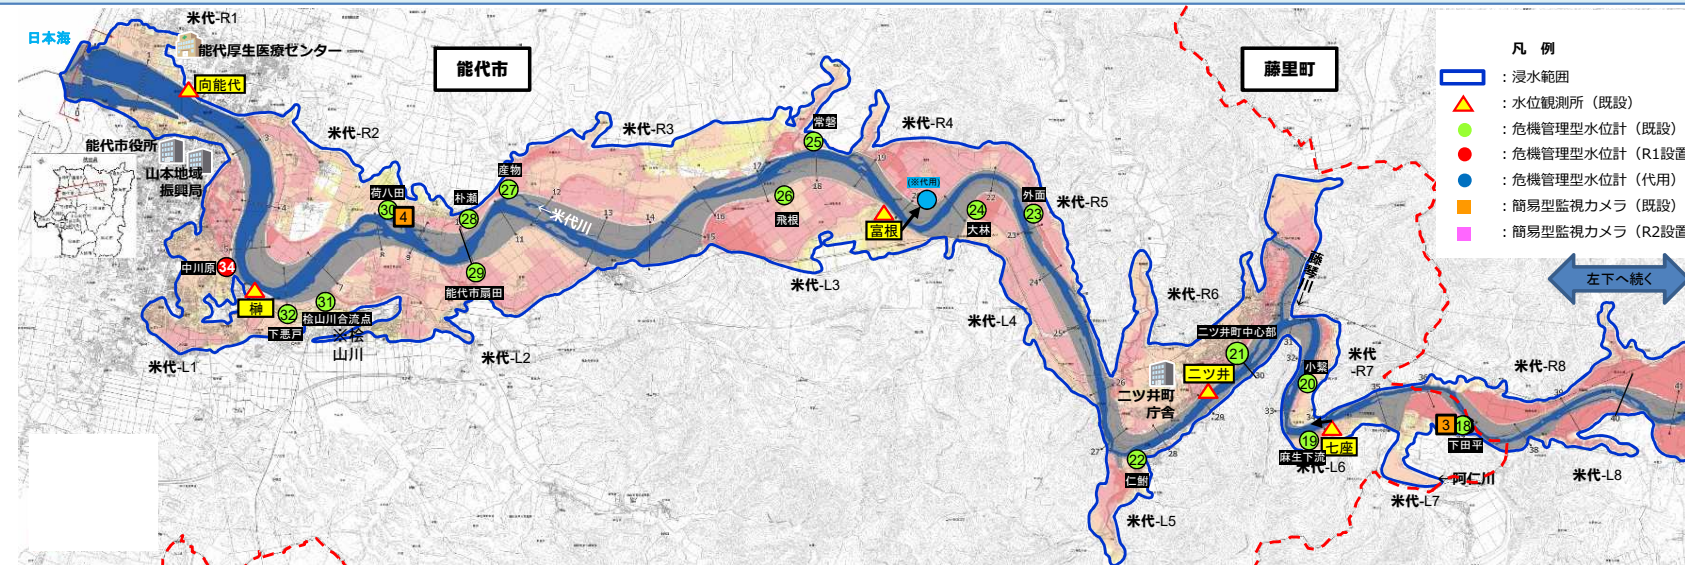 米代-R1
日本海
能代厚生医療センター
向能代
能代市
藤里町
凡 例
：浸水範囲
：水位観測所（既設）
：危機管理型水位計（既設）
：危機管理型水位計（R1設置
：危機管理型水位計（代用）
：簡易型監視カメラ（既設）
：簡易型監視カメラ（R2設置
左下へ続く
米代-R2
米代-R3
常盤
25
米代-R4
能代市役所
山本地域
振興局
荷八田
30
4
朴瀬
28
産物
27
←米代川
26
飛根
(※代用)
富根
24
大林
外面
23
米代-R5
中川原
34
榊
32
下悪戸
31
桧山川合流点
※桧
山川
29
能代市扇田
米代-L1
米代-L2
米代-L3
米代-L4
米代-R6
藤琴川
二ツ井町中心部
21
二ツ井
二ツ井町
庁舎
小繋
20
米代
-R7
米代-R8
22
仁鮒
米代-L5
19
麻生下流
七座
米代-L6
3
18
下田平
←阿仁川
米代-L7
米代-L8